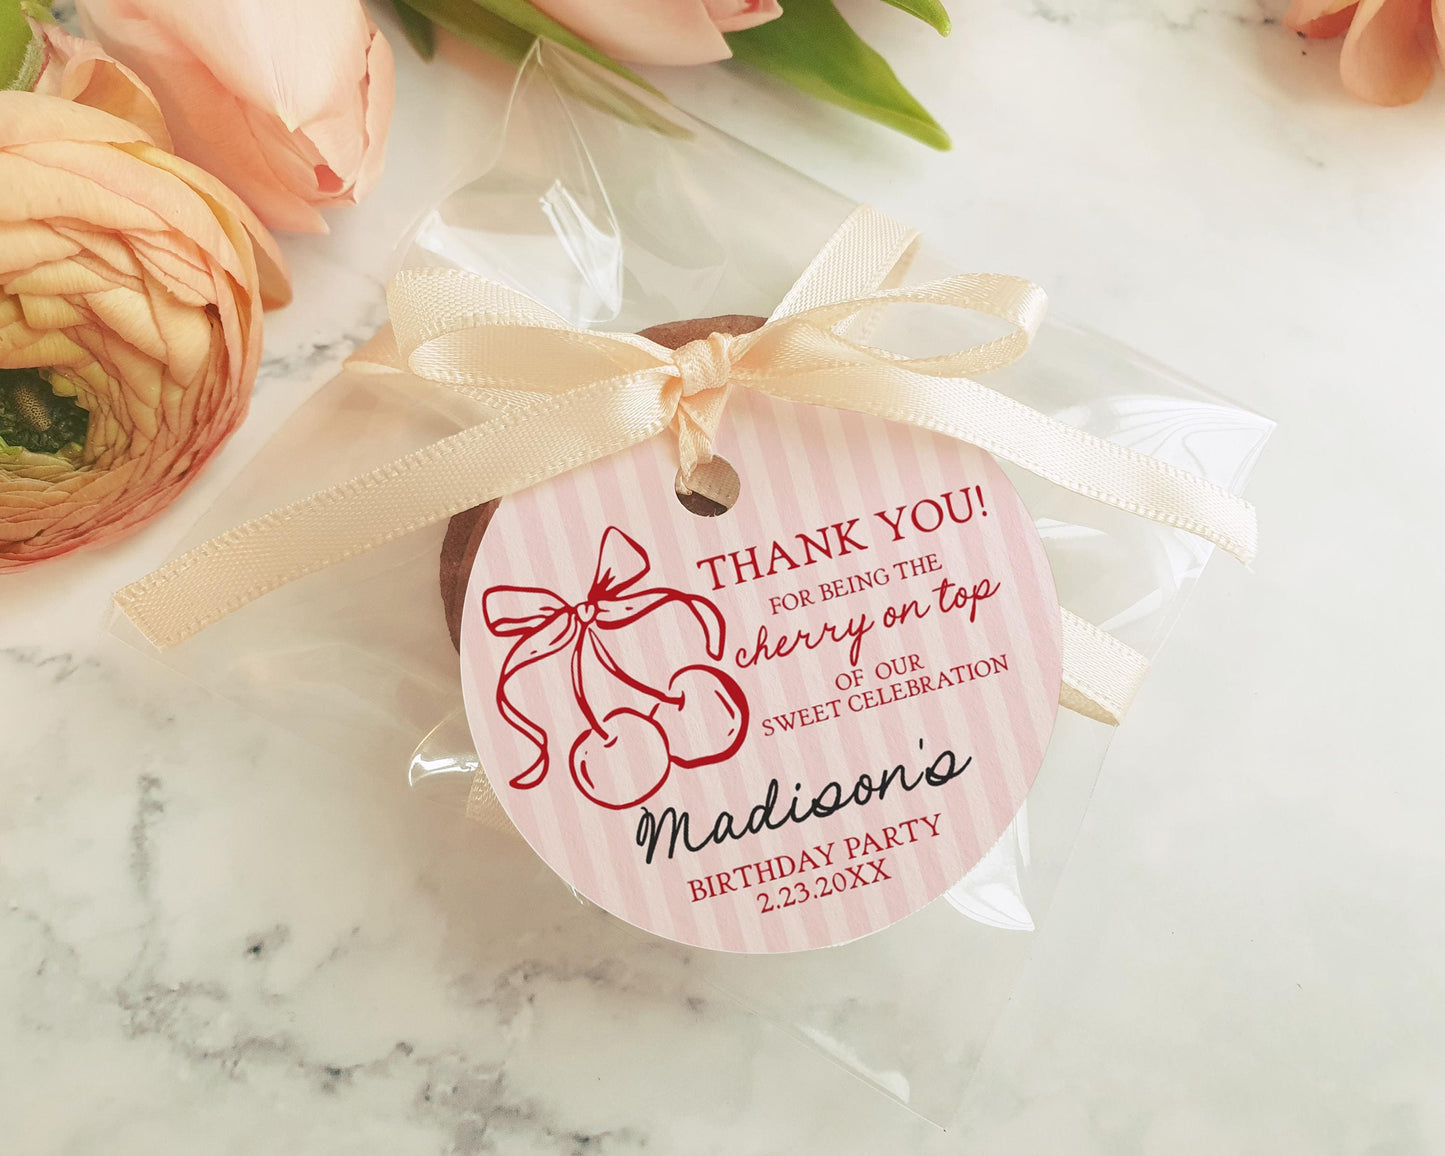 THANK YOU!
FOR BEING THE
cherry on top
OF OUR
SWEET CELEBRATION
Madison's
BIRTHDAY PARTY
2.23.20XX